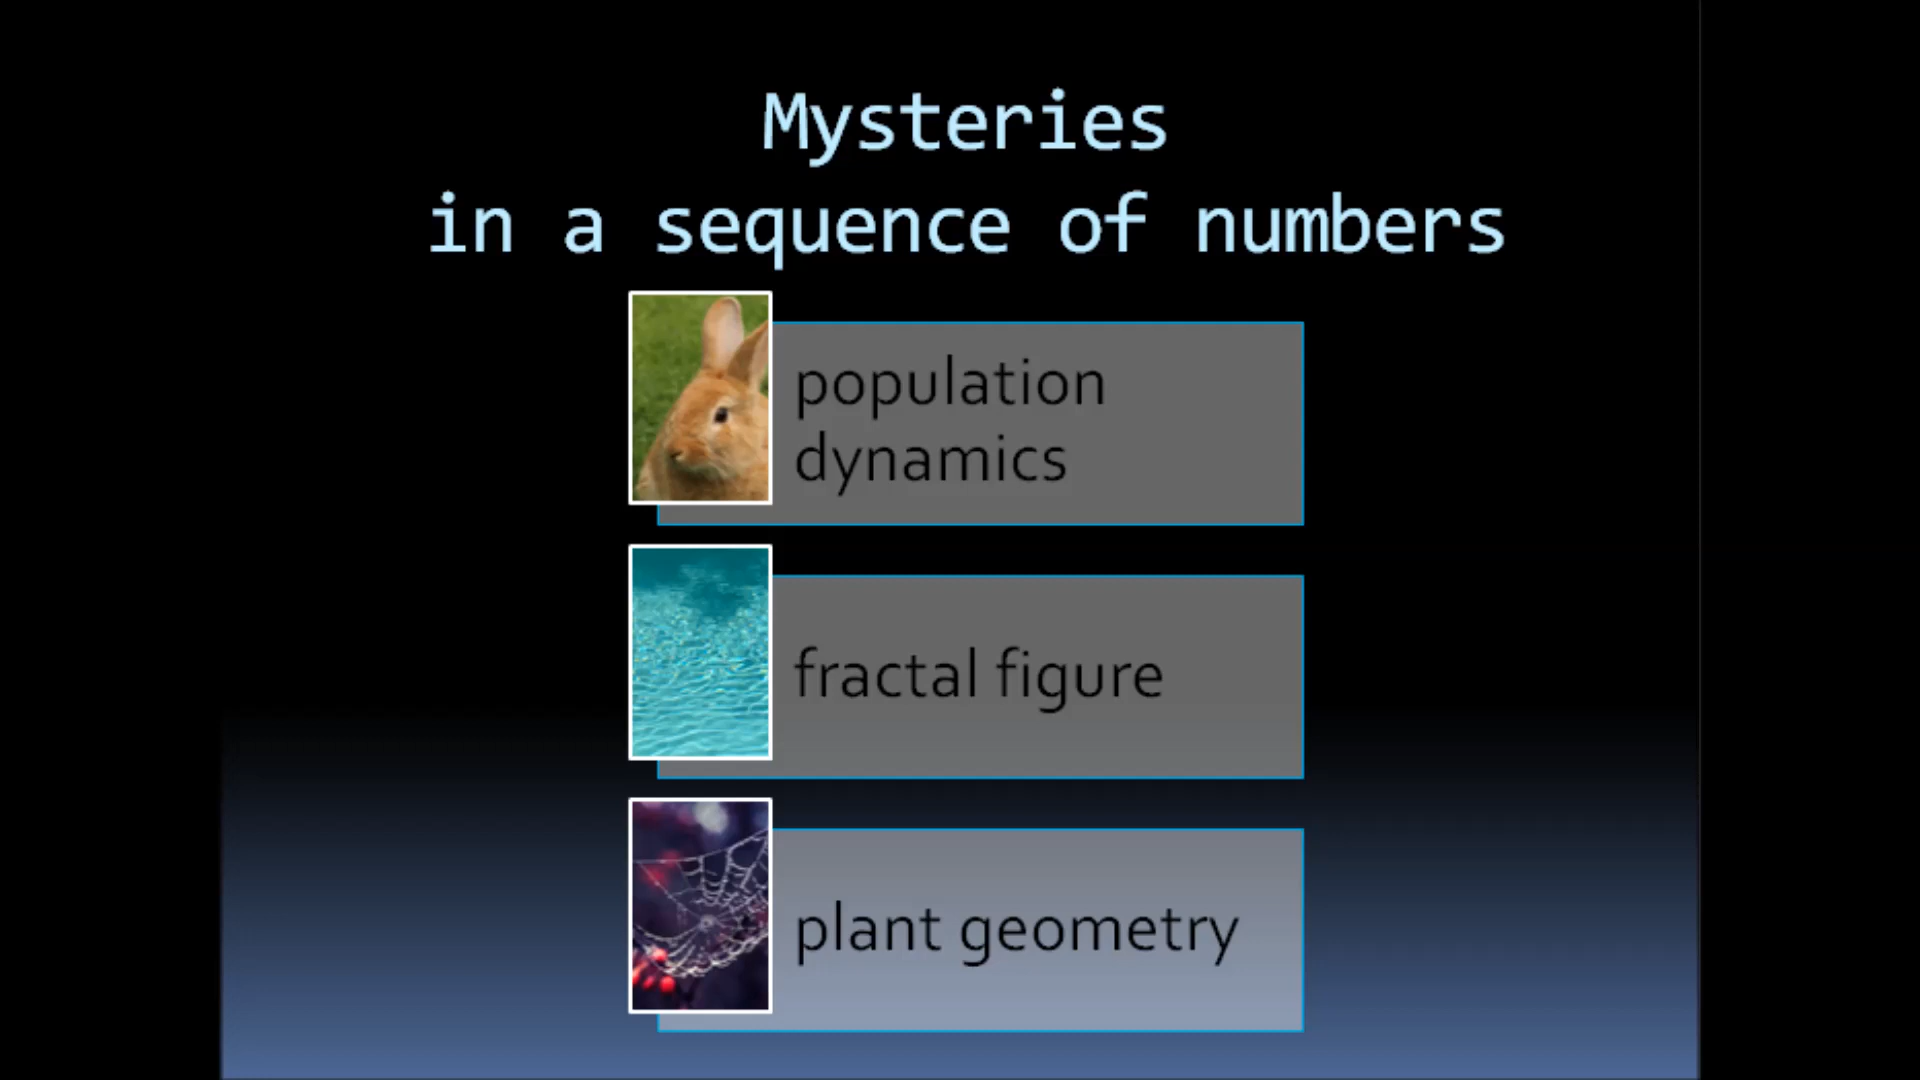 Mysteries
in a sequence of numbers
population
dynamics
fractal figure
plant geometry